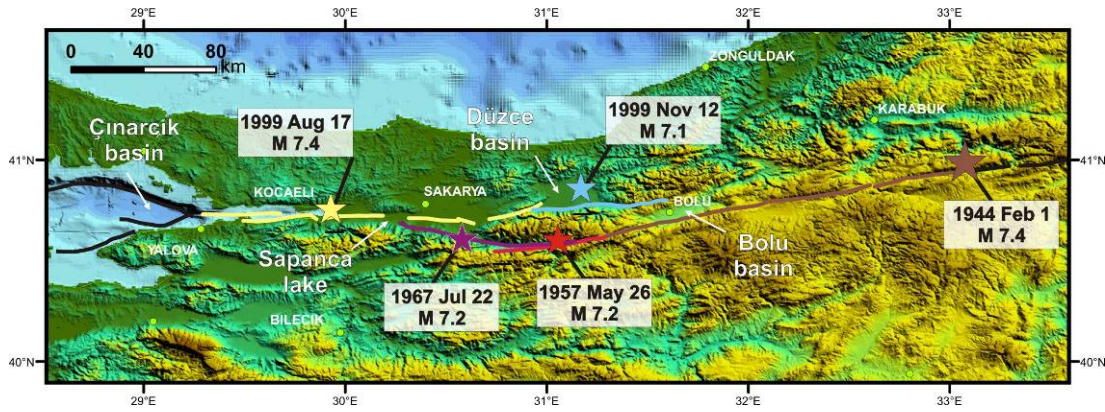 29°E 30°E 31°E 32°E 33°E
0 40 80
km
ZONGULDAK
KARABUK
Çınarcik
basin
1999 Aug 17
M 7.4
Düzce
basin
1999 Nov 12
M 7.1
41°N
41°N
KOCAELİ
SAKARYA
BOLU
YALOVA
Sapanca
lake
Bolu
basin
1944 Feb 1
M 7.4
1967 Jul 22
M 7.2
1957 May 26
M 7.2
BILECIK
40°N
40°N
29°E 30°E 31°E 32°E 33°E